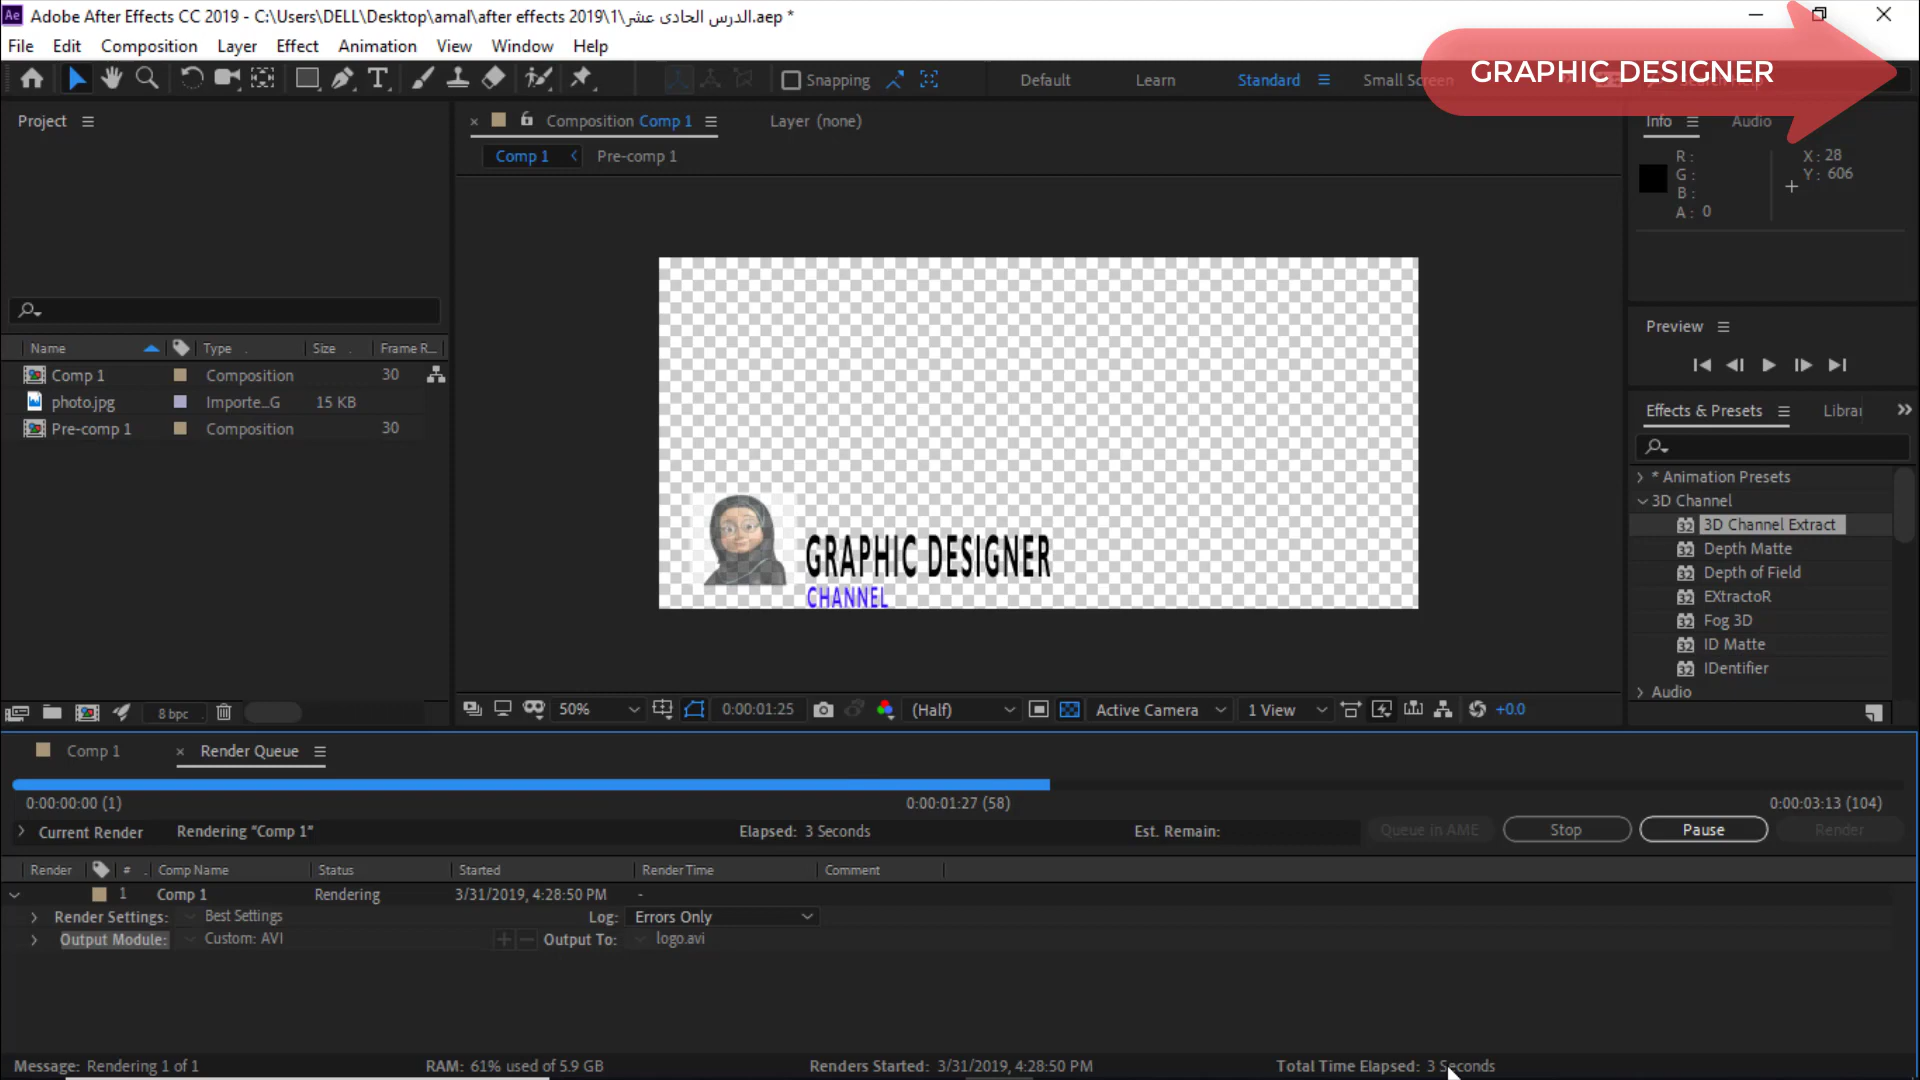 Adobe After Effects CC 2019 - C:\Users\DELL\Desktop\amal\after effects 2019\1\الدرس الحادى عشر.aep *
File Edit Composition Layer Effect Animation View Window Help
GRAPHIC DESIGNER
Snapping Default Learn Standard Small Screen Search Help
Project Composition Comp 1 Layer (none) Info Audio
Comp 1 Pre-comp 1
R: X: 28
G: Y: 606
B:
A: 0
Preview
Name Type Size Frame R...
Comp 1 Composition 30
photo.jpg Importe...G 15 KB
Pre-comp 1 Composition 30
Effects & Presets Librar
* Animation Presets
3D Channel
3D Channel Extract
Depth Matte
Depth of Field
EXtractoR
Fog 3D
ID Matte
IDentifier
Audio
GRAPHIC DESIGNER
CHANNEL
8 bpc 50% 0:00:01:25 (Half) Active Camera 1 View +0.0
Comp 1 Render Queue
0:00:00:00 (1) 0:00:01:27 (58) 0:00:03:13 (104)
Current Render Rendering "Comp 1" Elapsed: 3 Seconds Est. Remain: Queue in AME Stop Pause Render
Render # Comp Name Status Started Render Time Comment
1 Comp 1 Rendering 3/31/2019, 4:28:50 PM -
Render Settings: Best Settings Log: Errors Only
Output Module: Custom: AVI Output To: logo.avi
Message: Rendering 1 of 1 RAM: 61% used of 5.9 GB Renders Started: 3/31/2019, 4:28:50 PM Total Time Elapsed: 3 Seconds